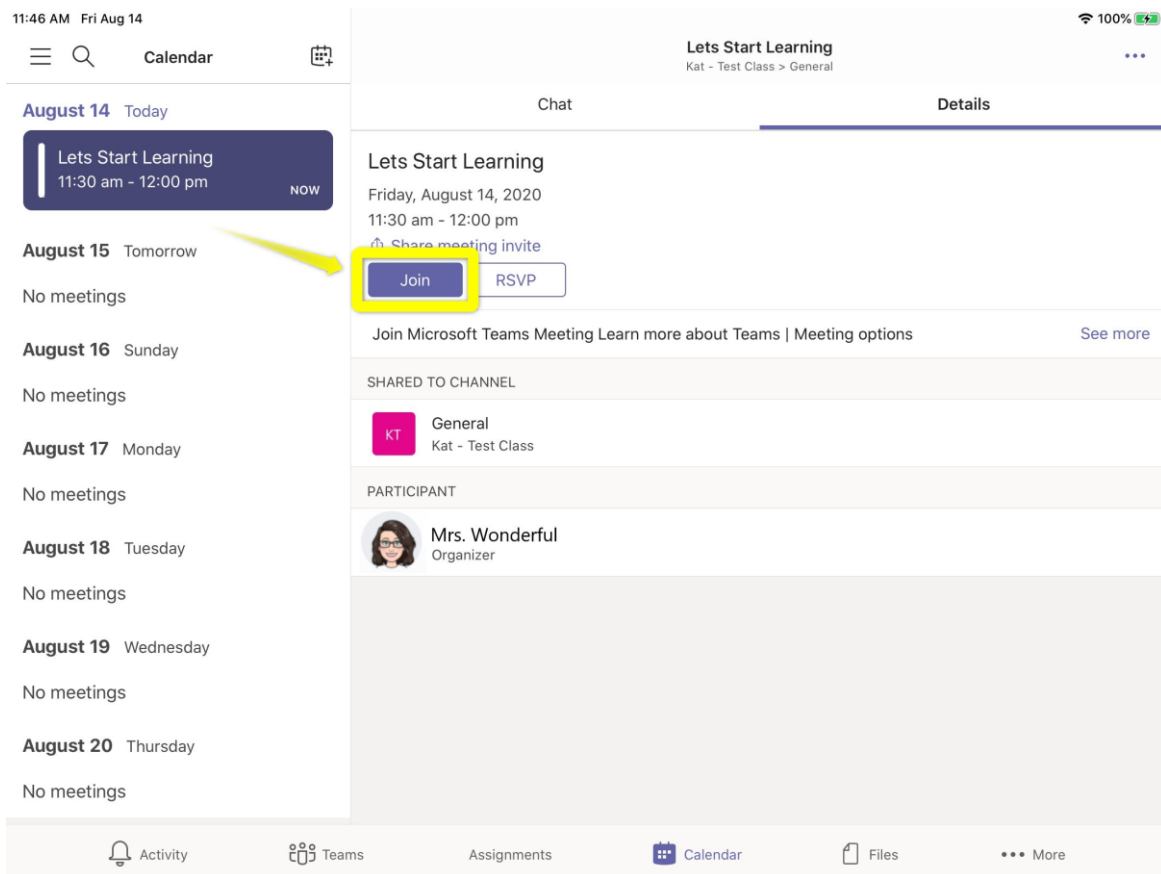 11:46 AM Fri Aug 14
100%
Calendar
August 14 Today
Lets Start Learning
11:30 am - 12:00 pm
NOW
August 15 Tomorrow
No meetings
August 16 Sunday
No meetings
August 17 Monday
No meetings
August 18 Tuesday
No meetings
August 19 Wednesday
No meetings
August 20 Thursday
No meetings
Lets Start Learning
Kat - Test Class > General
Chat Details
Lets Start Learning
Friday, August 14, 2020
11:30 am - 12:00 pm
Share meeting invite
Join RSVP
Join Microsoft Teams Meeting Learn more about Teams | Meeting options See more
SHARED TO CHANNEL
KT
General
Kat - Test Class
PARTICIPANT
Mrs. Wonderful
Organizer
Activity Teams Assignments Calendar Files More